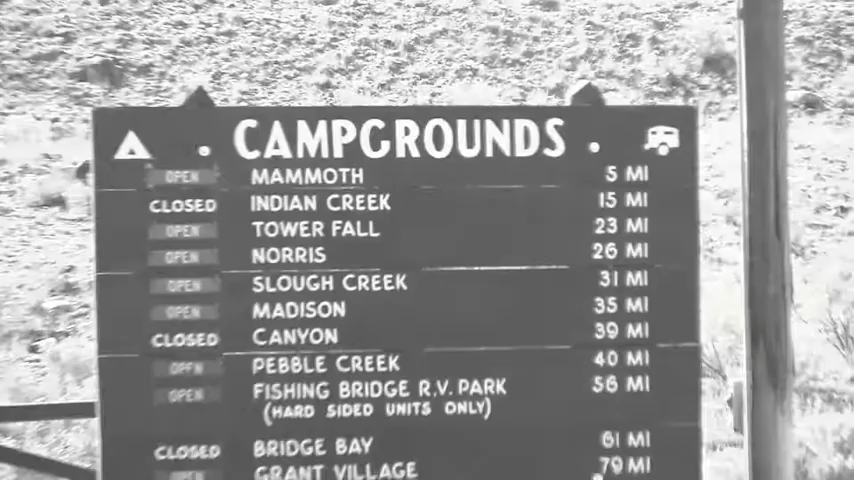 CAMPGROUNDS
OPEN MAMMOTH 5 MI
CLOSED INDIAN CREEK 15 MI
OPEN TOWER FALL 23 MI
OPEN NORRIS 26 MI
OPEN SLOUGH CREEK 31 MI
OPEN MADISON 35 MI
CLOSED CANYON 39 MI
OPEN PEBBLE CREEK 40 MI
OPEN FISHING BRIDGE R.V. PARK 56 MI
(HARD SIDED UNITS ONLY)
CLOSED BRIDGE BAY 61 MI
OPEN GRANT VILLAGE 79 MI